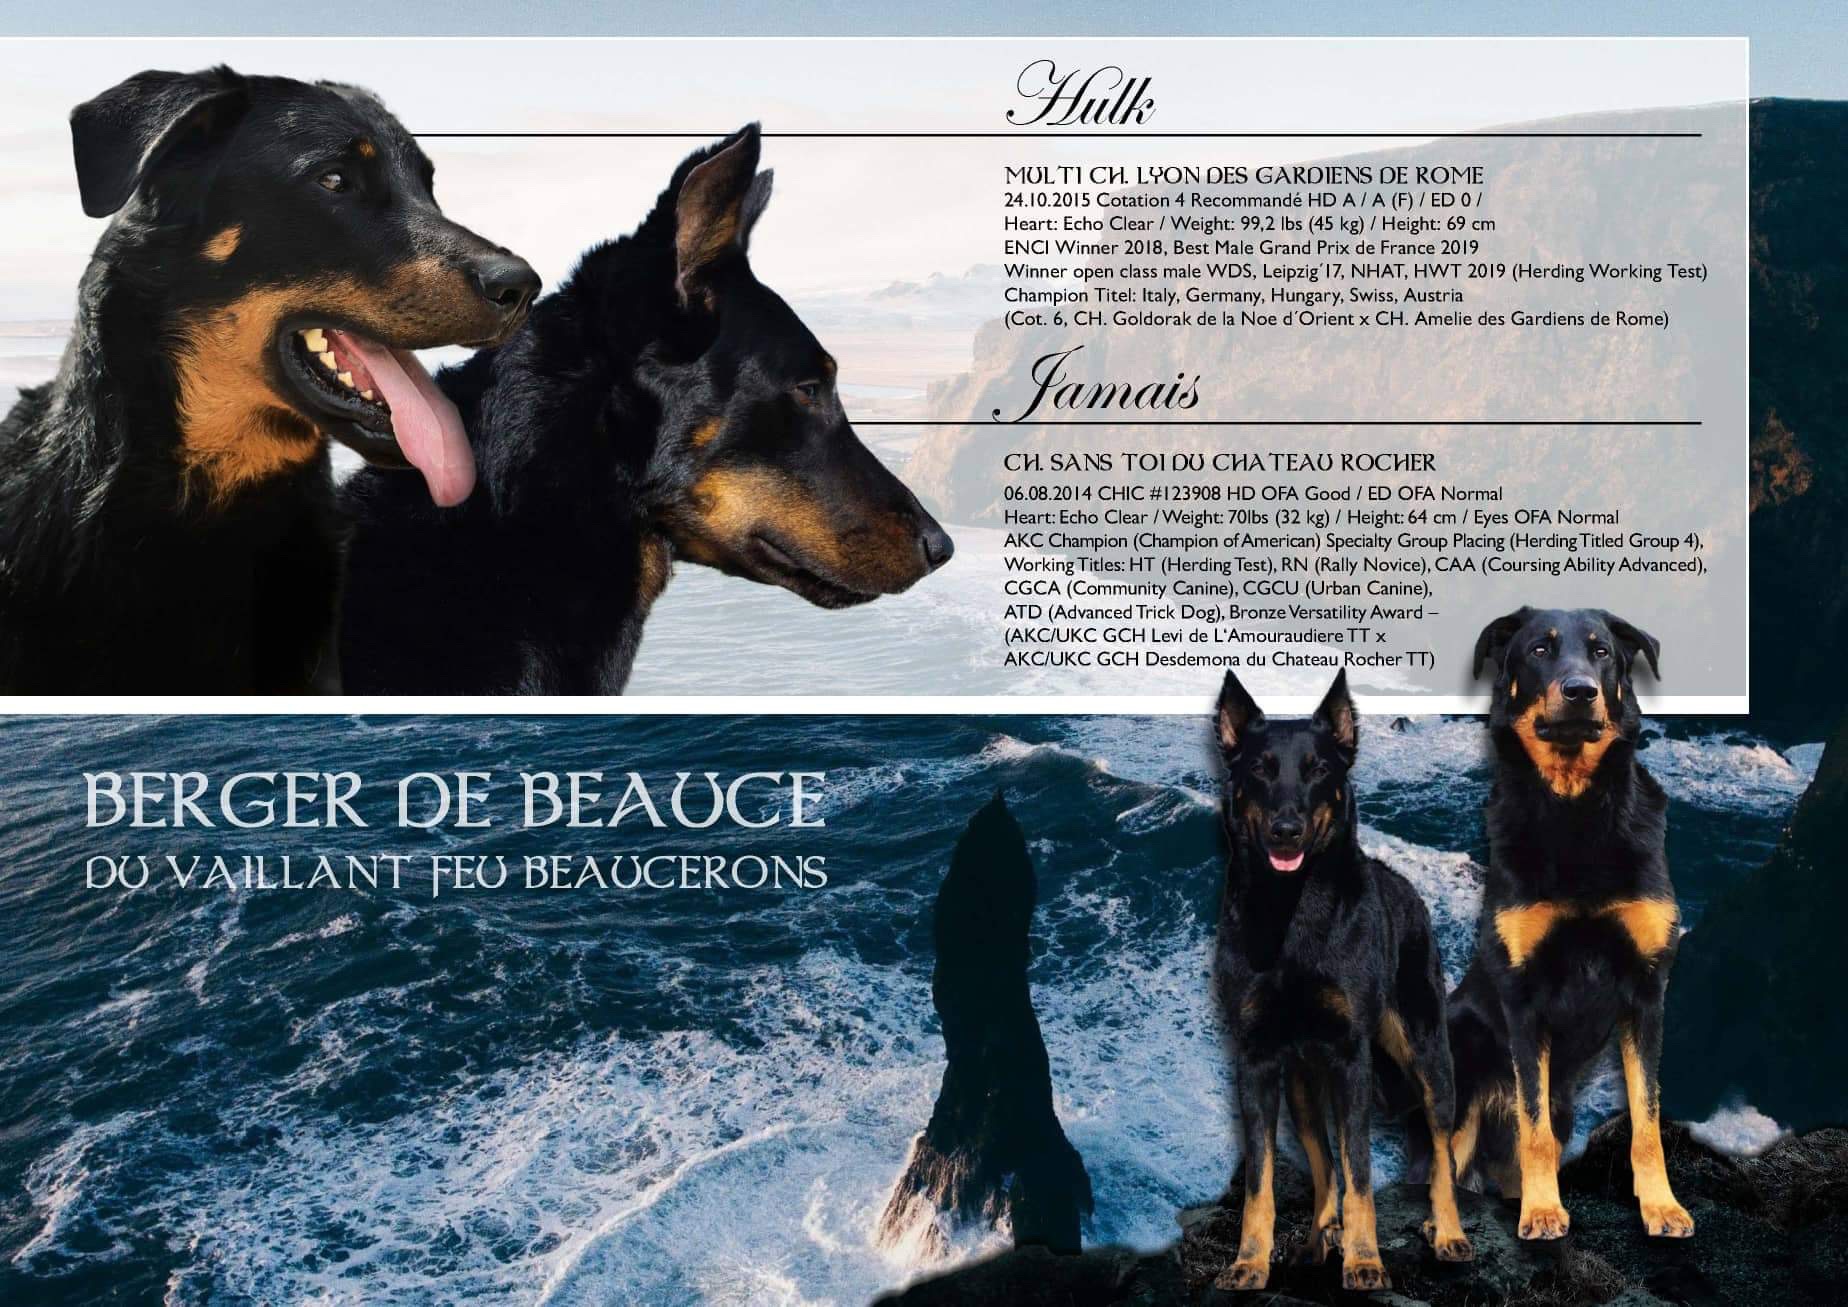 Hulk
MULTI CH. LYON DES GARDIENS DE ROME
24.10.2015 Cotation 4 Recommandé HD A / A (F) / ED 0 /
Heart: Echo Clear / Weight: 99,2 lbs (45 kg) / Height: 69 cm
ENCI Winner 2018, Best Male Grand Prix de France 2019
Winner open class male WDS, Leipzig´17, NHAT, HWT 2019 (Herding Working Test)
Champion Titel: Italy, Germany, Hungary, Swiss, Austria
(Cot. 6, CH. Goldorak de la Noe d´Orient x CH. Amelie des Gardiens de Rome)
Jamais
CH. SANS TOI DU CHATEAU ROCHER
06.08.2014 CHIC #123908 HD OFA Good / ED OFA Normal
Heart: Echo Clear / Weight: 70lbs (32 kg) / Height: 64 cm / Eyes OFA Normal
AKC Champion (Champion of American) Specialty Group Placing (Herding Titled Group 4),
Working Titles: HT (Herding Test), RN (Rally Novice), CAA (Coursing Ability Advanced),
CGCA (Community Canine), CGCU (Urban Canine),
ATD (Advanced Trick Dog), Bronze Versatility Award –
(AKC/UKC GCH Levi de L'Amouraudiere TT x
AKC/UKC GCH Desdemona du Chateau Rocher TT)
BERGER DE BEAUCE
DU VAILLANT FEU BEAUCERONS